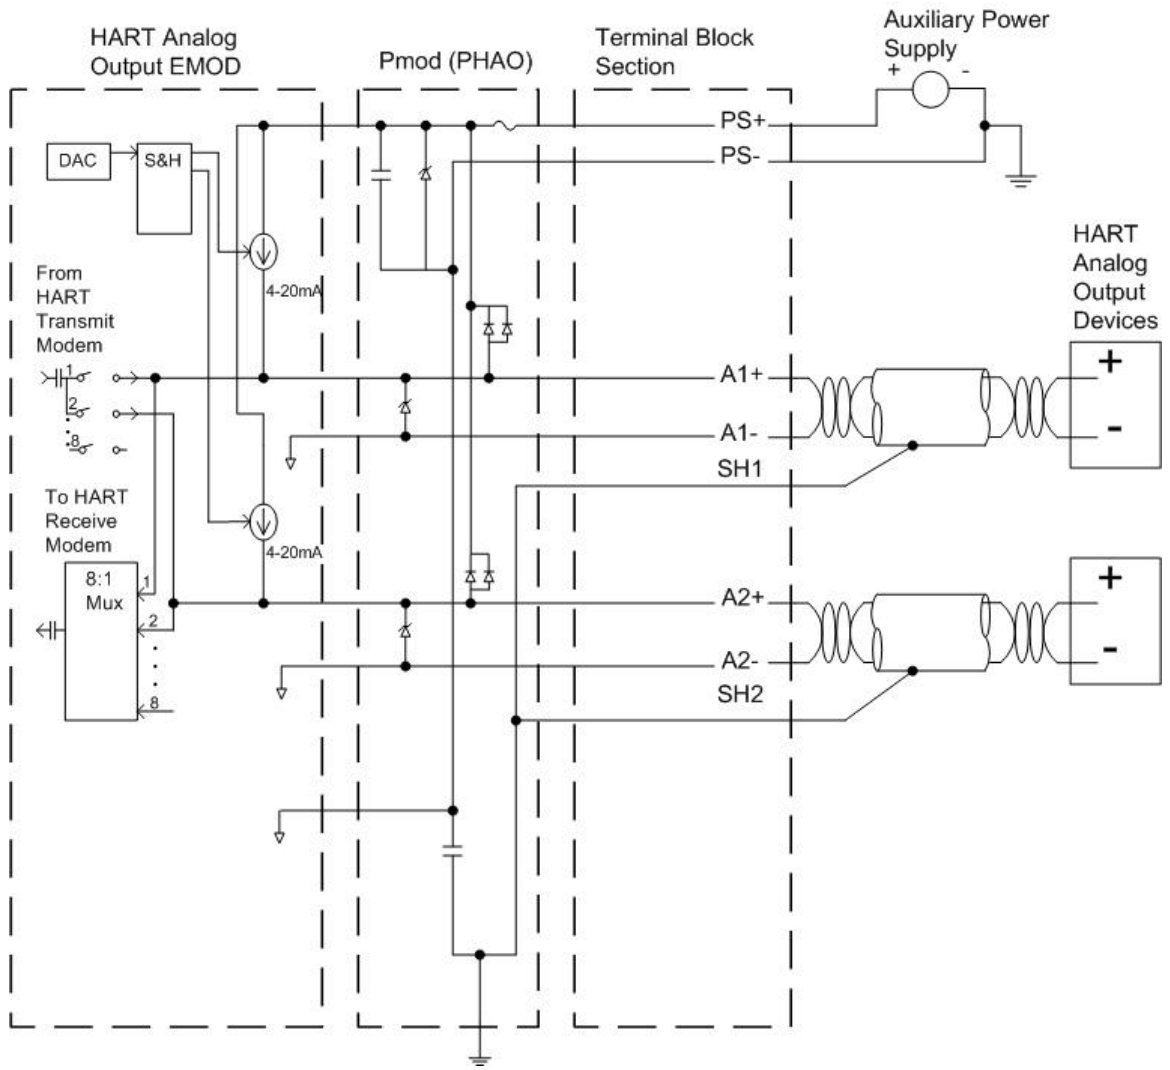 HART Analog
Output EMOD
Pmod (PHAO)
Terminal Block
Section
Auxiliary Power
Supply
+ -
PS+
PS-
DAC
S&H
4-20mA
From
HART
Transmit
Modem
1
2
8
A1+
A1-
SH1
HART
Analog
Output
Devices
+
-
To HART
Receive
Modem
4-20mA
8:1
Mux
1
2
8
A2+
A2-
SH2
+
-